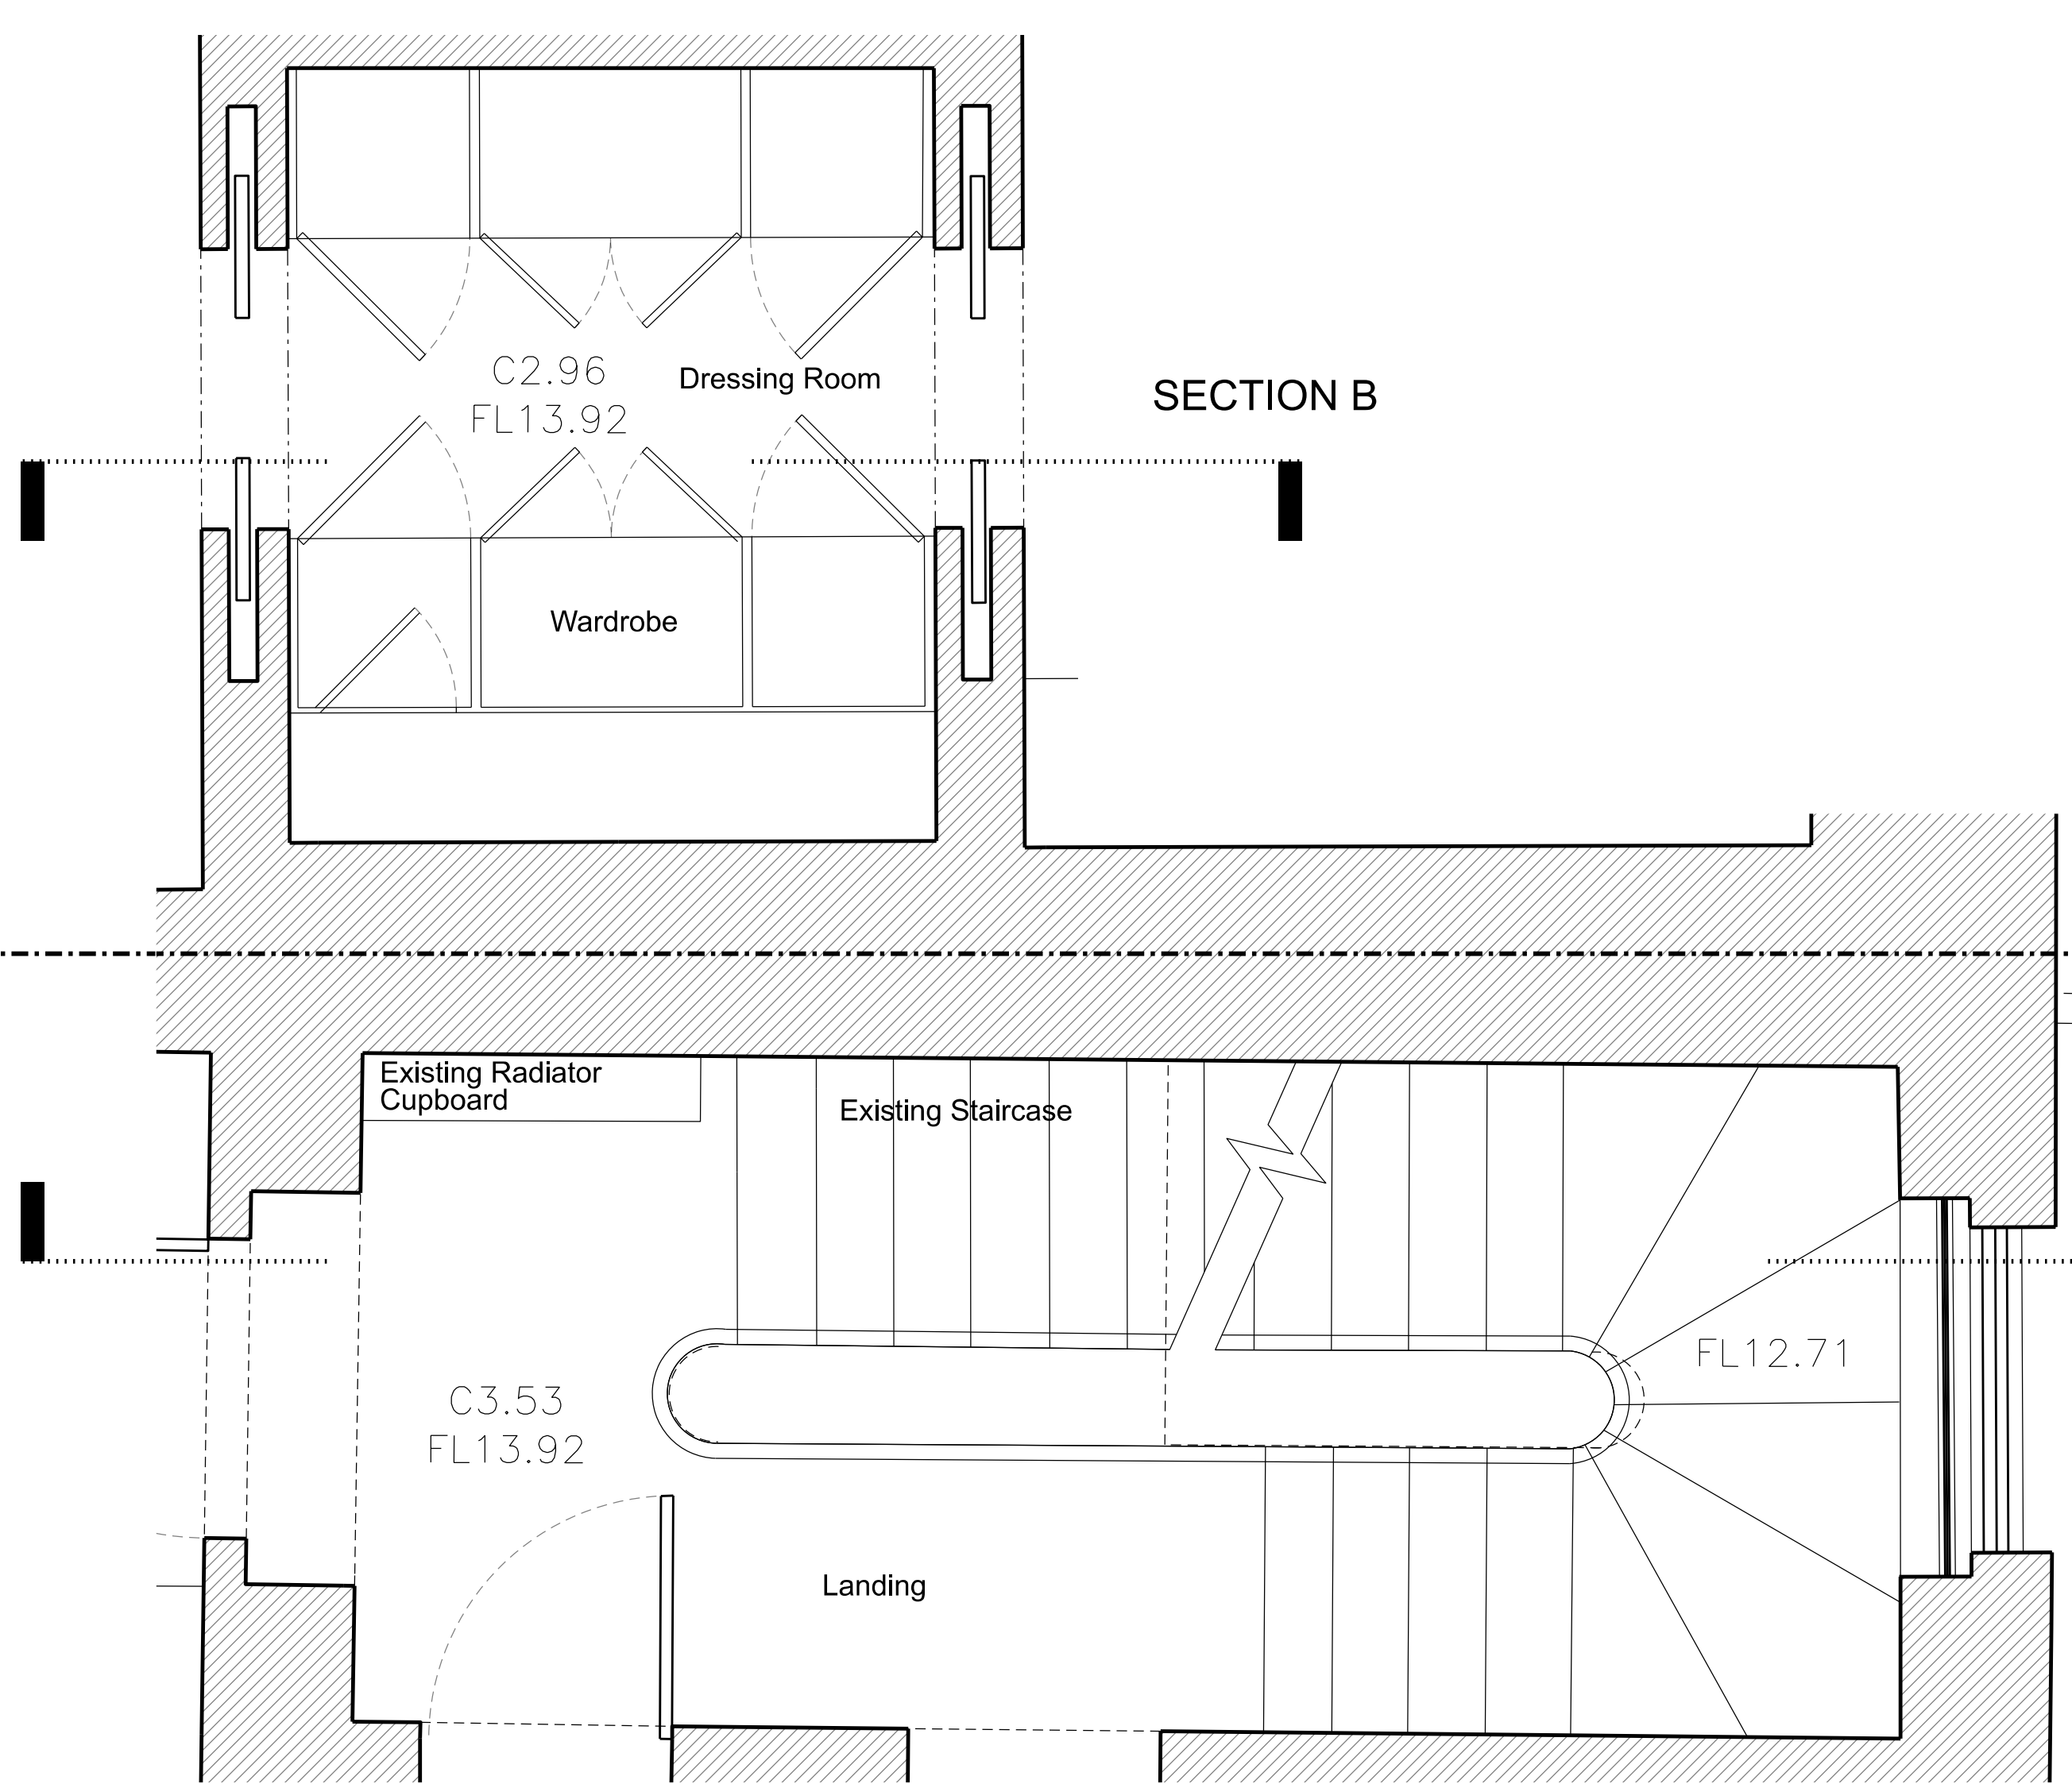 C2.96
FL13.92
Dressing Room
SECTION B
Wardrobe
Existing Radiator
Cupboard
Existing Staircase
FL12.71
C3.53
FL13.92
Landing